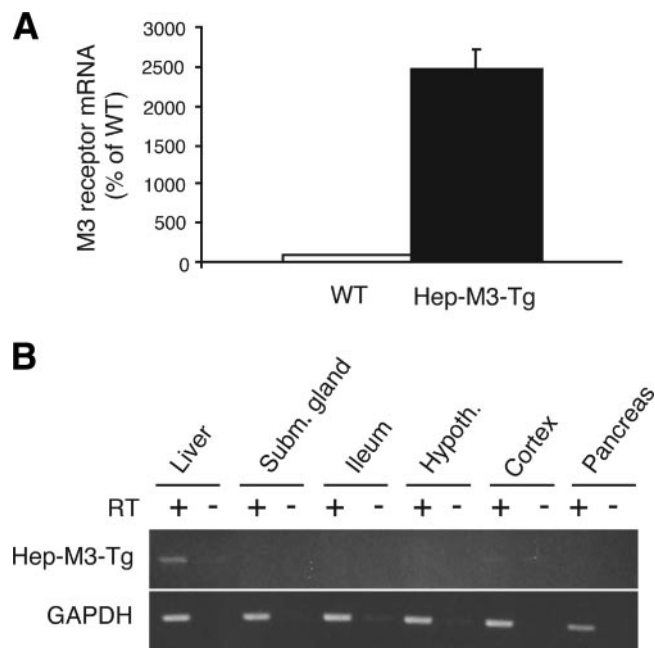 A
M3 receptor mRNA
(% of WT)
3000
2500
2000
1500
1000
500
0
WT Hep-M3-Tg
B
Liver Subm. gland Ileum Hypoth. Cortex Pancreas
RT + - + - + - + - + - + -
Hep-M3-Tg
GAPDH